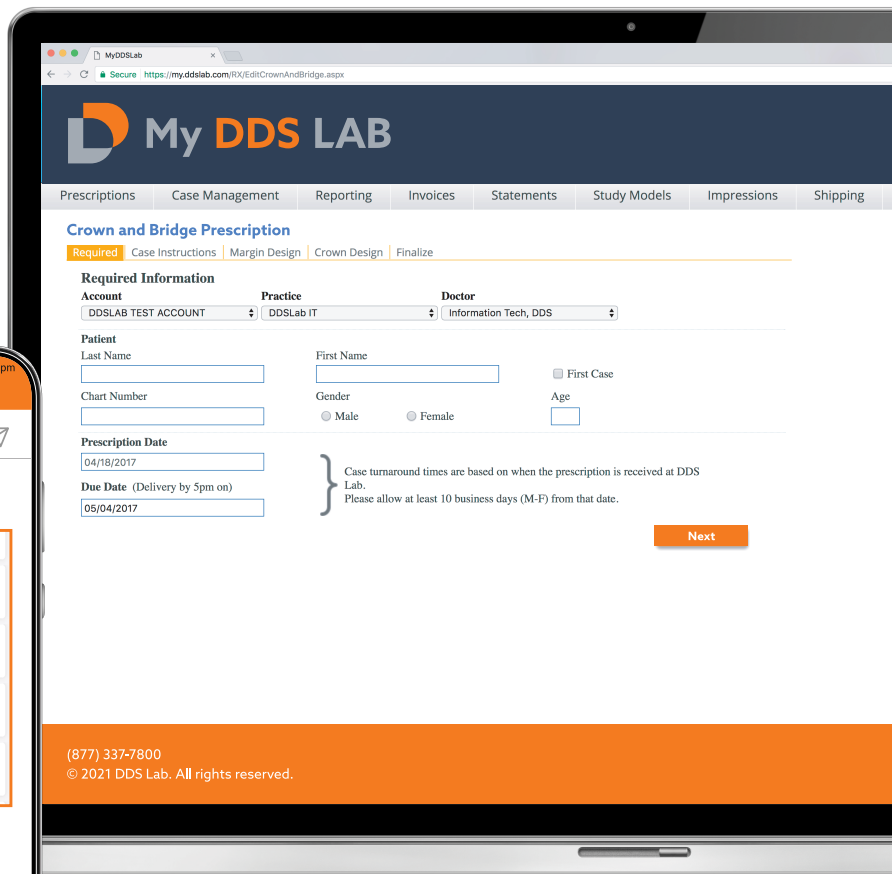 MyDDSLab
Secure https://my.ddslab.com/RX/EditCrownAndBridge.aspx
My DDS LAB
Prescriptions Case Management Reporting Invoices Statements Study Models Impressions Shipping
Crown and Bridge Prescription
Required Case Instructions Margin Design Crown Design Finalize
Required Information
Account Practice Doctor
DDSLAB TEST ACCOUNT DDSLab IT Information Tech, DDS
Patient
Last Name First Name
First Case
Chart Number Gender Age
Male Female
Prescription Date
04/18/2017
Case turnaround times are based on when the prescription is received at DDS
Lab.
Due Date (Delivery by 5pm on)
Please allow at least 10 business days (M-F) from that date.
05/04/2017
Next
(877) 337-7800
© 2021 DDS Lab. All rights reserved.
pm